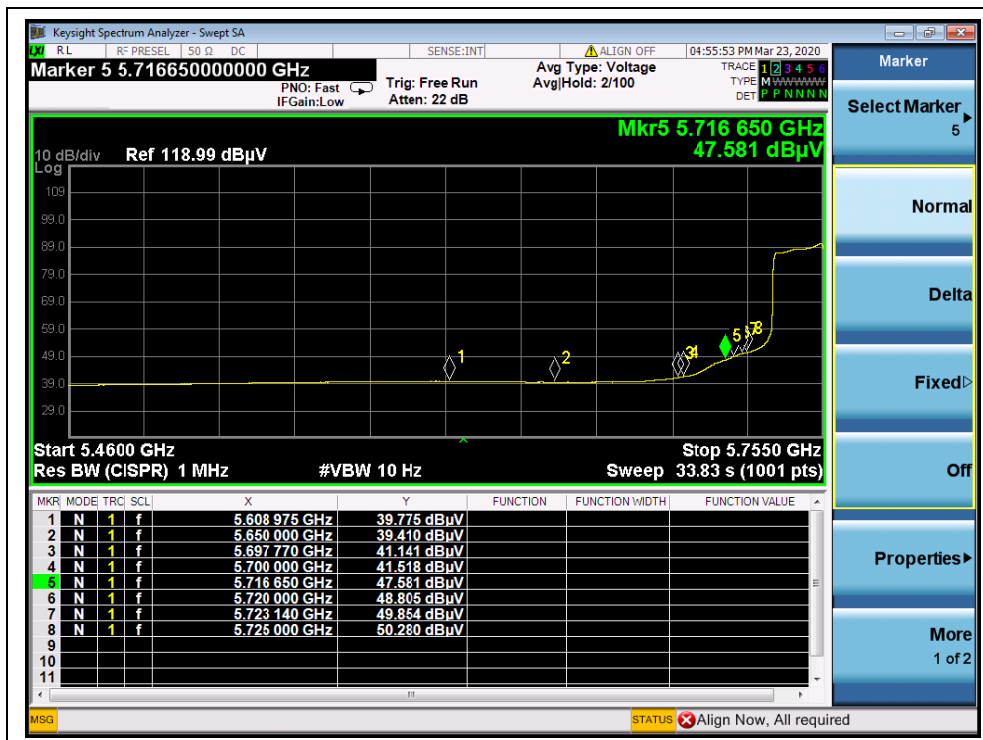 Keysight Spectrum Analyzer - Swept SA
LXI RL RF PRESEL 50 Ω DC SENSE:INT ALIGN OFF 04:55:53 PM Mar 23, 2020
Marker 5 5.716650000000 GHz
PNO: Fast
IFGain:Low
Trig: Free Run
Atten: 22 dB
Avg Type: Voltage
Avg|Hold: 2/100
TRACE 1 2 3 4 5 6
TYPE MWWWWW
DET P P N N N N
Mkr5 5.716 650 GHz
47.581 dBµV
10 dB/div Ref 118.99 dBµV
Log
109
99.0
89.0
79.0
69.0
59.0
49.0
39.0
29.0
1
2
3
4
5
7
8
Start 5.4600 GHz Stop 5.7550 GHz
Res BW (CISPR) 1 MHz #VBW 10 Hz Sweep 33.83 s (1001 pts)
MKR MODE TRC SCL X Y FUNCTION FUNCTION WIDTH FUNCTION VALUE
1 N 1 f 5.608 975 GHz 39.775 dBµV
2 N 1 f 5.650 000 GHz 39.410 dBµV
3 N 1 f 5.697 770 GHz 41.141 dBµV
4 N 1 f 5.700 000 GHz 41.518 dBµV
5 N 1 f 5.716 650 GHz 47.581 dBµV
6 N 1 f 5.720 000 GHz 48.805 dBµV
7 N 1 f 5.723 140 GHz 49.854 dBµV
8 N 1 f 5.725 000 GHz 50.280 dBµV
9
10
11
MSG STATUS Align Now, All required
Marker
Select Marker
5
Normal
Delta
Fixed
Off
Properties
More
1 of 2